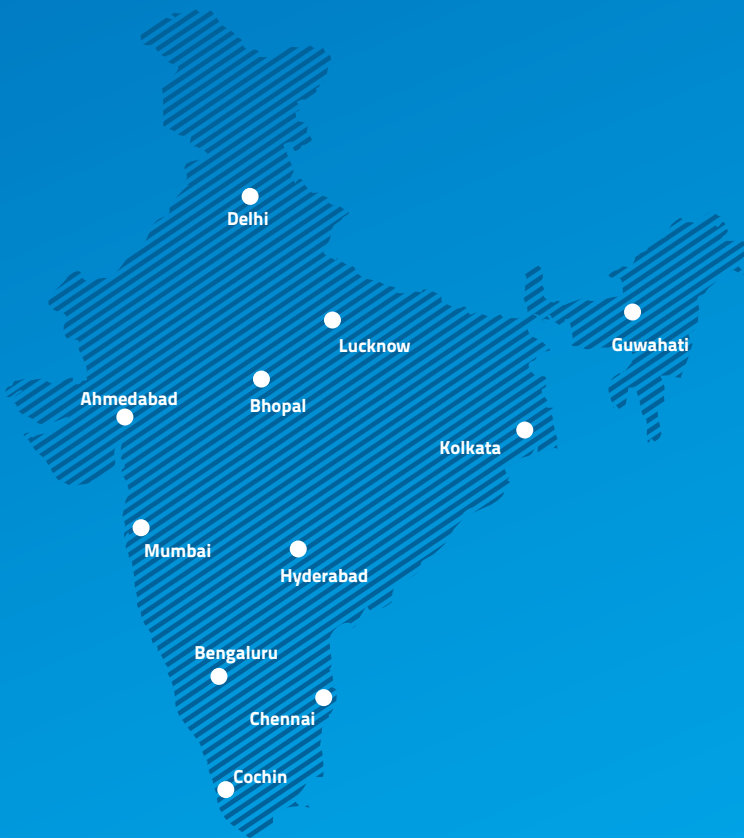 Delhi
Lucknow
Guwahati
Ahmedabad
Bhopal
Kolkata
Mumbai
Hyderabad
Bengaluru
Chennai
Cochin